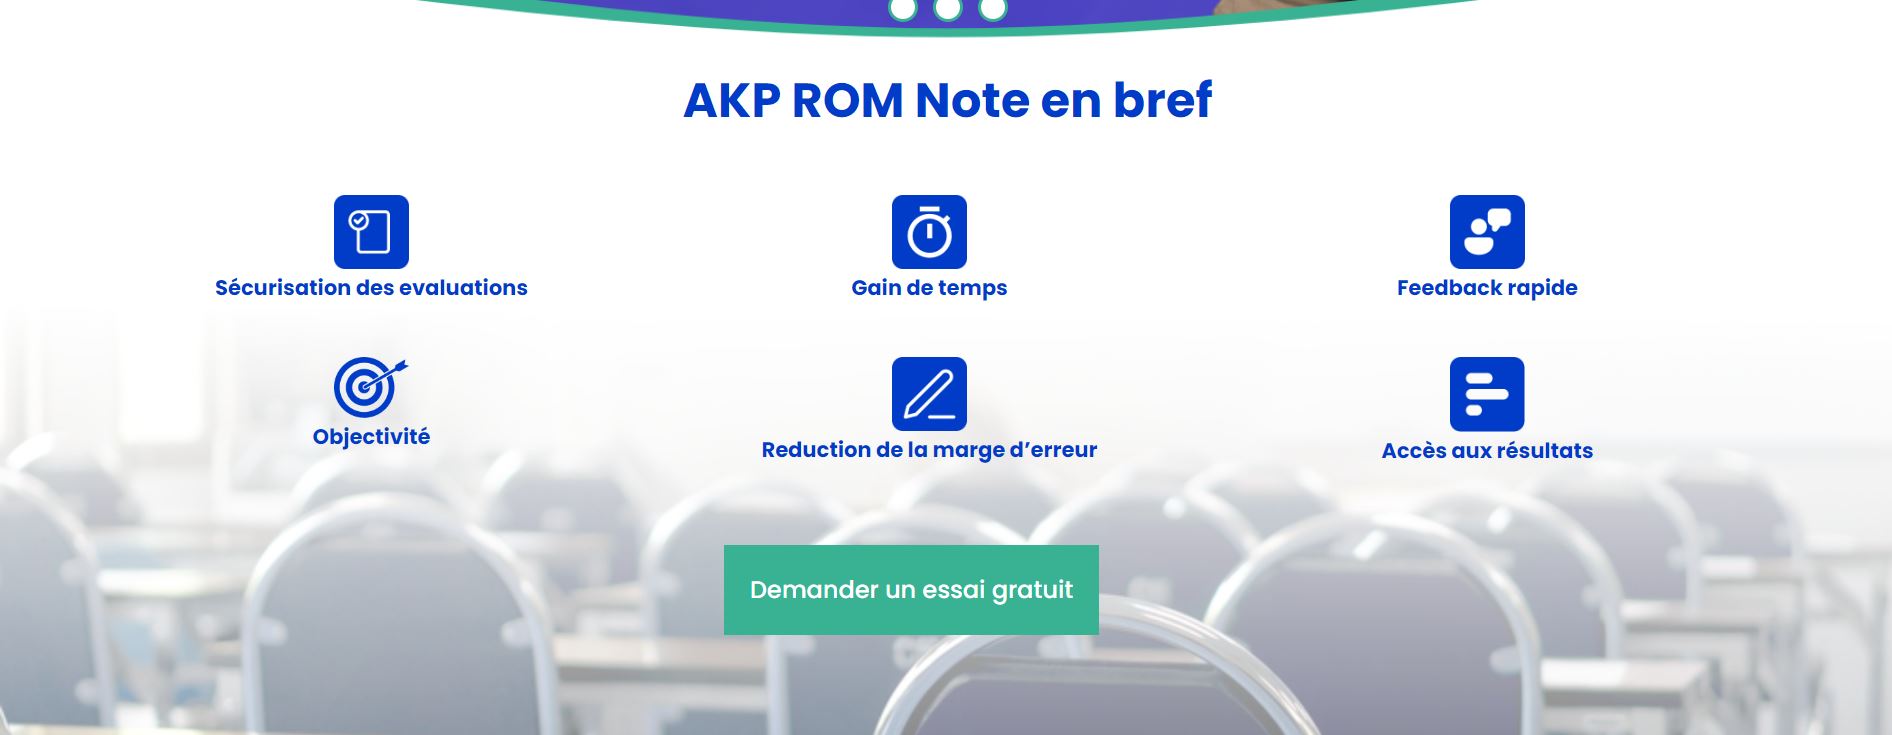 AKP ROM Note en bref
Sécurisation des evaluations
Gain de temps
Feedback rapide
Objectivité
Reduction de la marge d’erreur
Accès aux résultats
Demander un essai gratuit